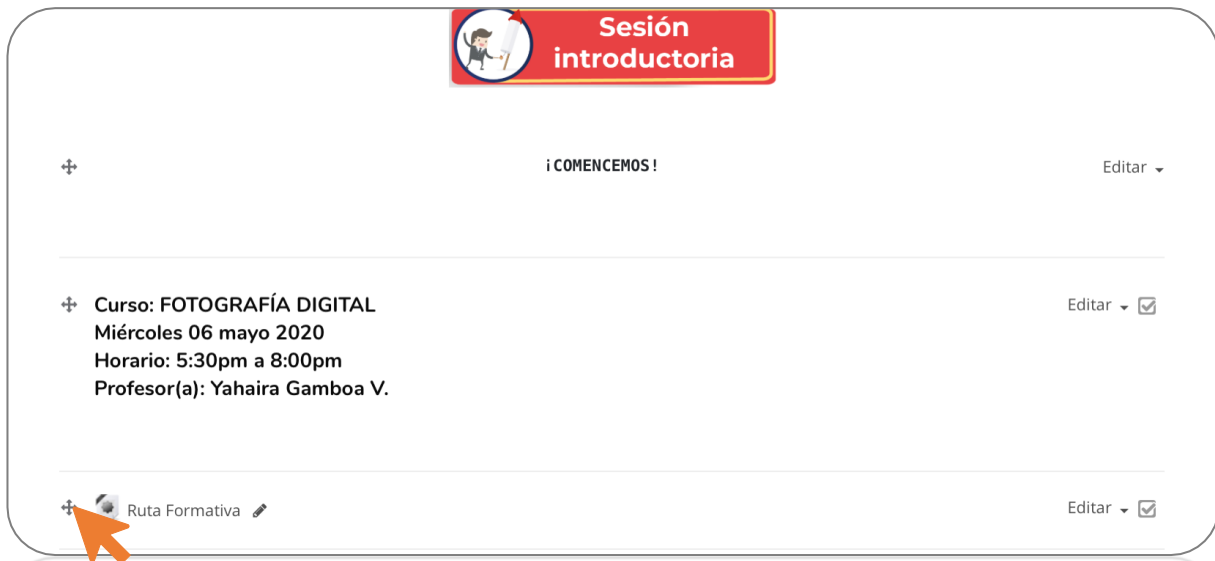 Sesión
introductoria
¡COMENCEMOS!
Editar
Curso: FOTOGRAFÍA DIGITAL
Editar
Miércoles 06 mayo 2020
Horario: 5:30pm a 8:00pm
Profesor(a): Yahaira Gamboa V.
Ruta Formativa
Editar